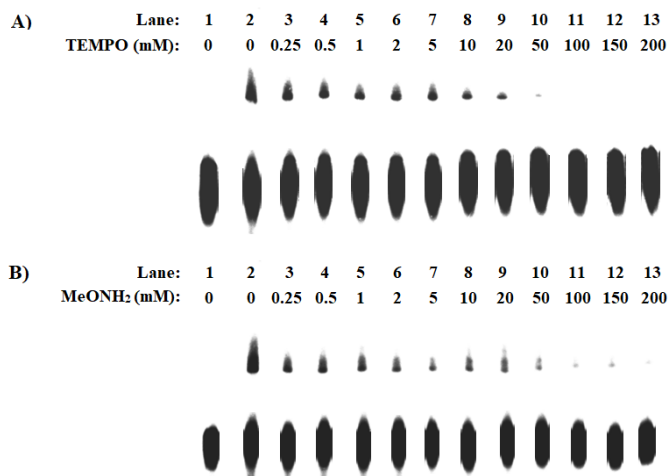 A) Lane: 1 2 3 4 5 6 7 8 9 10 11 12 13
TEMPO (mM): 0 0 0.25 0.5 1 2 5 10 20 50 100 150 200
B) Lane: 1 2 3 4 5 6 7 8 9 10 11 12 13
MeONH₂ (mM): 0 0 0.25 0.5 1 2 5 10 20 50 100 150 200